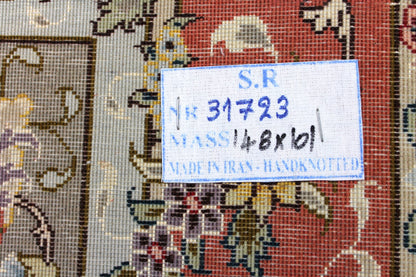 S.R
NR 31723
MASS 148x101
MADE IN IRAN - HANDKNOTTED